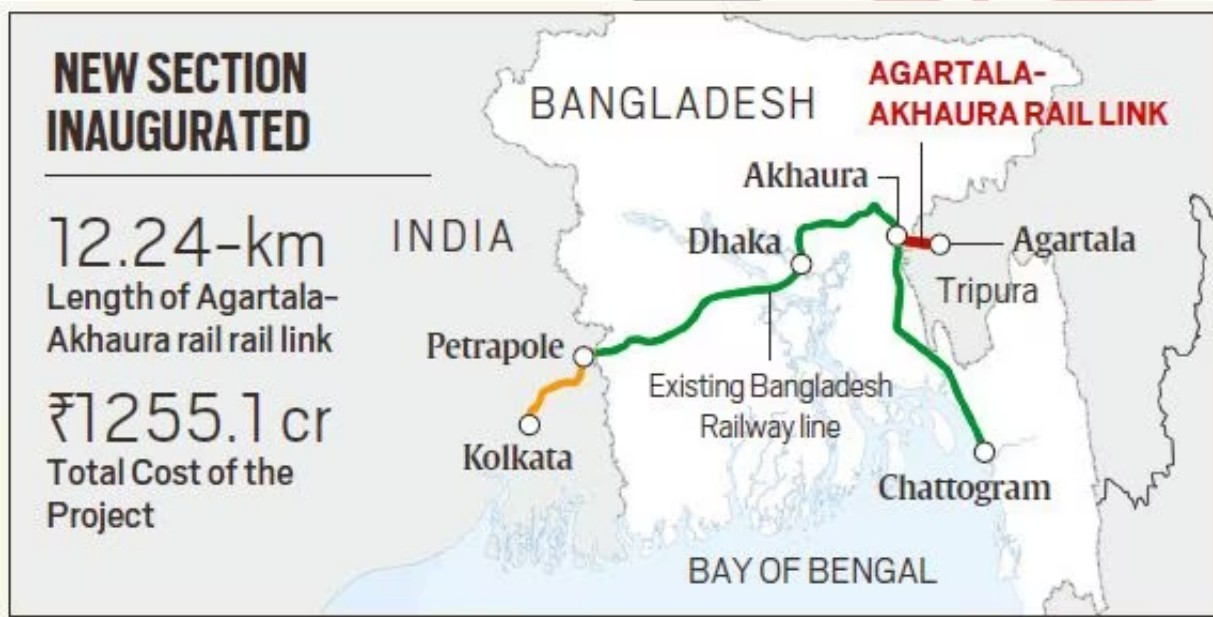 NEW SECTION
INAUGURATED
12.24-km
Length of Agartala-
Akhaura rail rail link
₹1255.1 cr
Total Cost of the
Project
INDIA
BANGLADESH
AGARTALA-
AKHAURA RAIL LINK
Akhaura
Dhaka
Agartala
Tripura
Petrapole
Existing Bangladesh
Railway line
Kolkata
Chattogram
BAY OF BENGAL